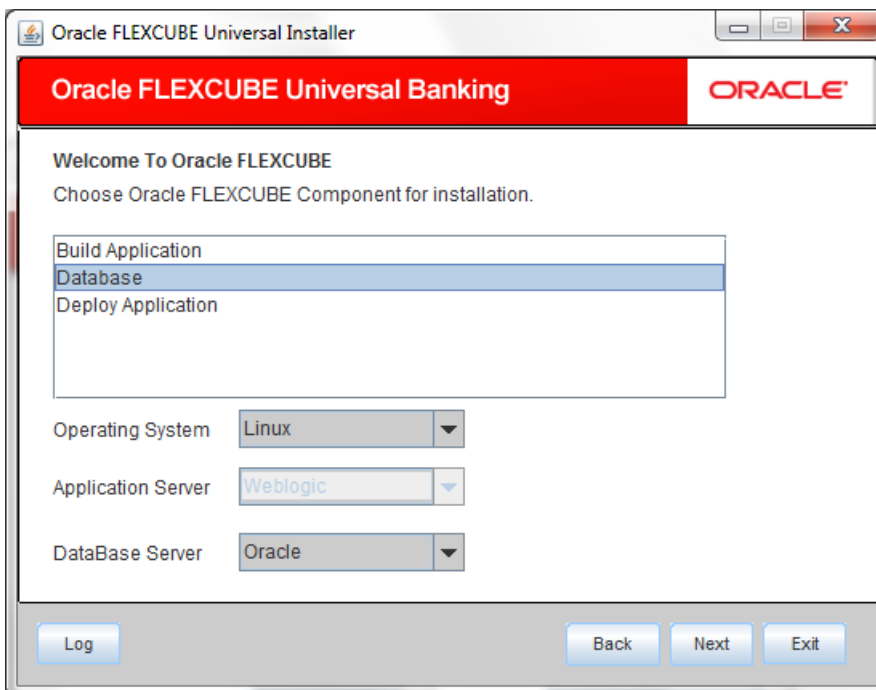 Oracle FLEXCUBE Universal Installer
Oracle FLEXCUBE Universal Banking
ORACLE
Welcome To Oracle FLEXCUBE
Choose Oracle FLEXCUBE Component for installation.
Build Application
Database
Deploy Application
Operating System Linux
Application Server Weblogic
DataBase Server Oracle
Log Back Next Exit